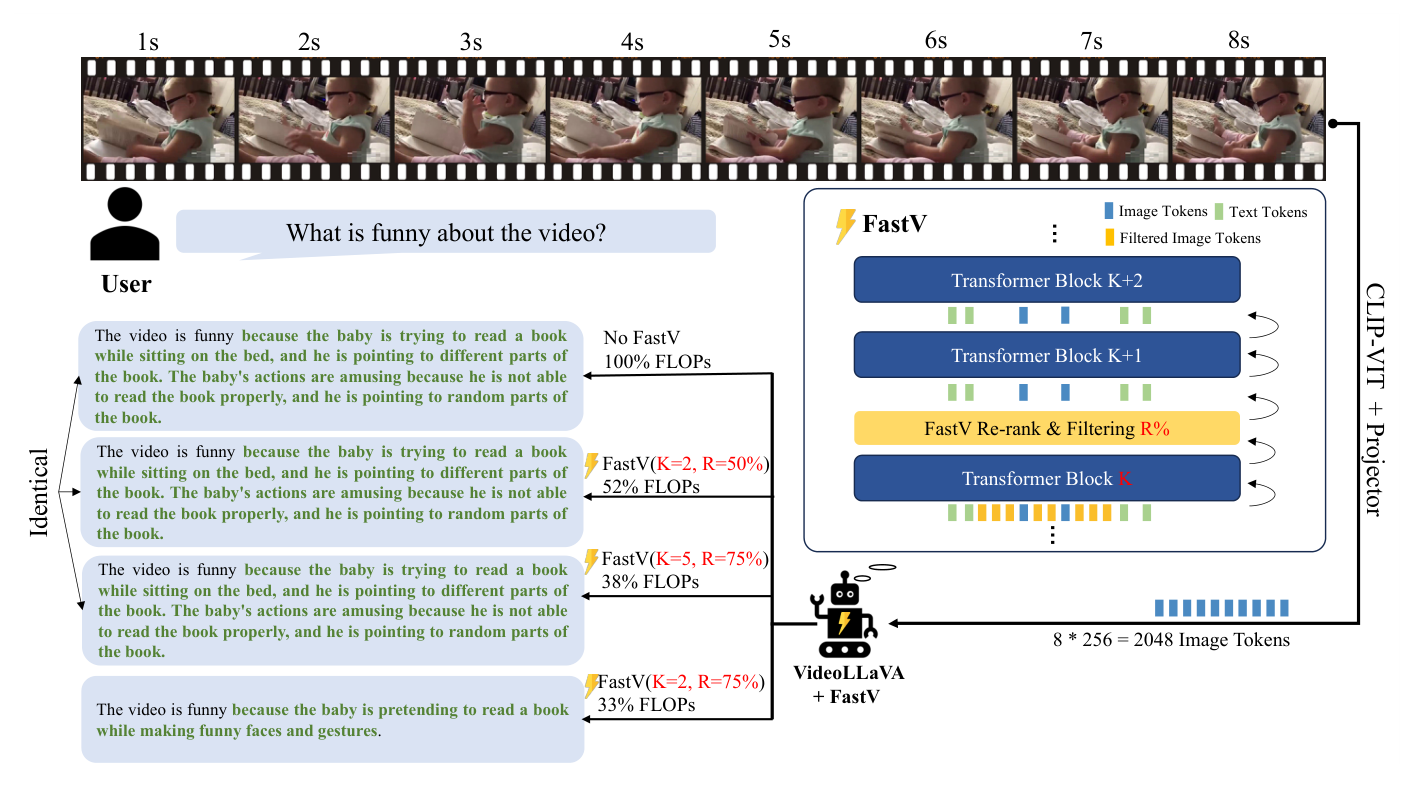 1s 2s 3s 4s 5s 6s 7s 8s
User
What is funny about the video?
The video is funny because the baby is trying to read a book
while sitting on the bed, and he is pointing to different parts of
the book. The baby's actions are amusing because he is not able
to read the book properly, and he is pointing to random parts of
the book.
No FastV
100% FLOPs
The video is funny because the baby is trying to read a book
while sitting on the bed, and he is pointing to different parts of
the book. The baby's actions are amusing because he is not able
to read the book properly, and he is pointing to random parts of
the book.
FastV(K=2, R=50%)
52% FLOPs
The video is funny because the baby is trying to read a book
while sitting on the bed, and he is pointing to different parts of
the book. The baby's actions are amusing because he is not able
to read the book properly, and he is pointing to random parts of
the book.
FastV(K=5, R=75%)
38% FLOPs
The video is funny because the baby is pretending to read a book
while making funny faces and gestures.
FastV(K=2, R=75%)
33% FLOPs
Identical
FastV
Image Tokens Text Tokens
Filtered Image Tokens
Transformer Block K+2
Transformer Block K+1
FastV Re-rank & Filtering R%
Transformer Block K
CLIP-VIT + Projector
8 * 256 = 2048 Image Tokens
VideoLLaVA
+ FastV